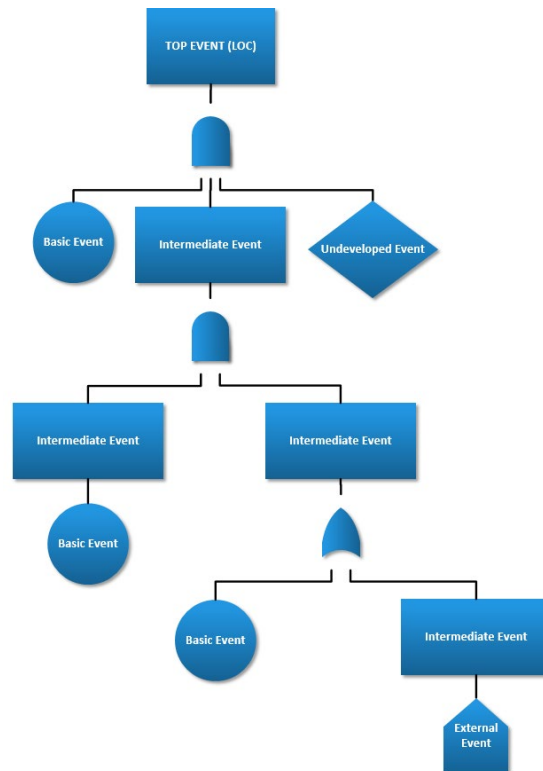 TOP EVENT (LOC)
Basic Event
Intermediate Event
Undeveloped Event
Intermediate Event
Intermediate Event
Basic Event
Basic Event
Intermediate Event
External
Event